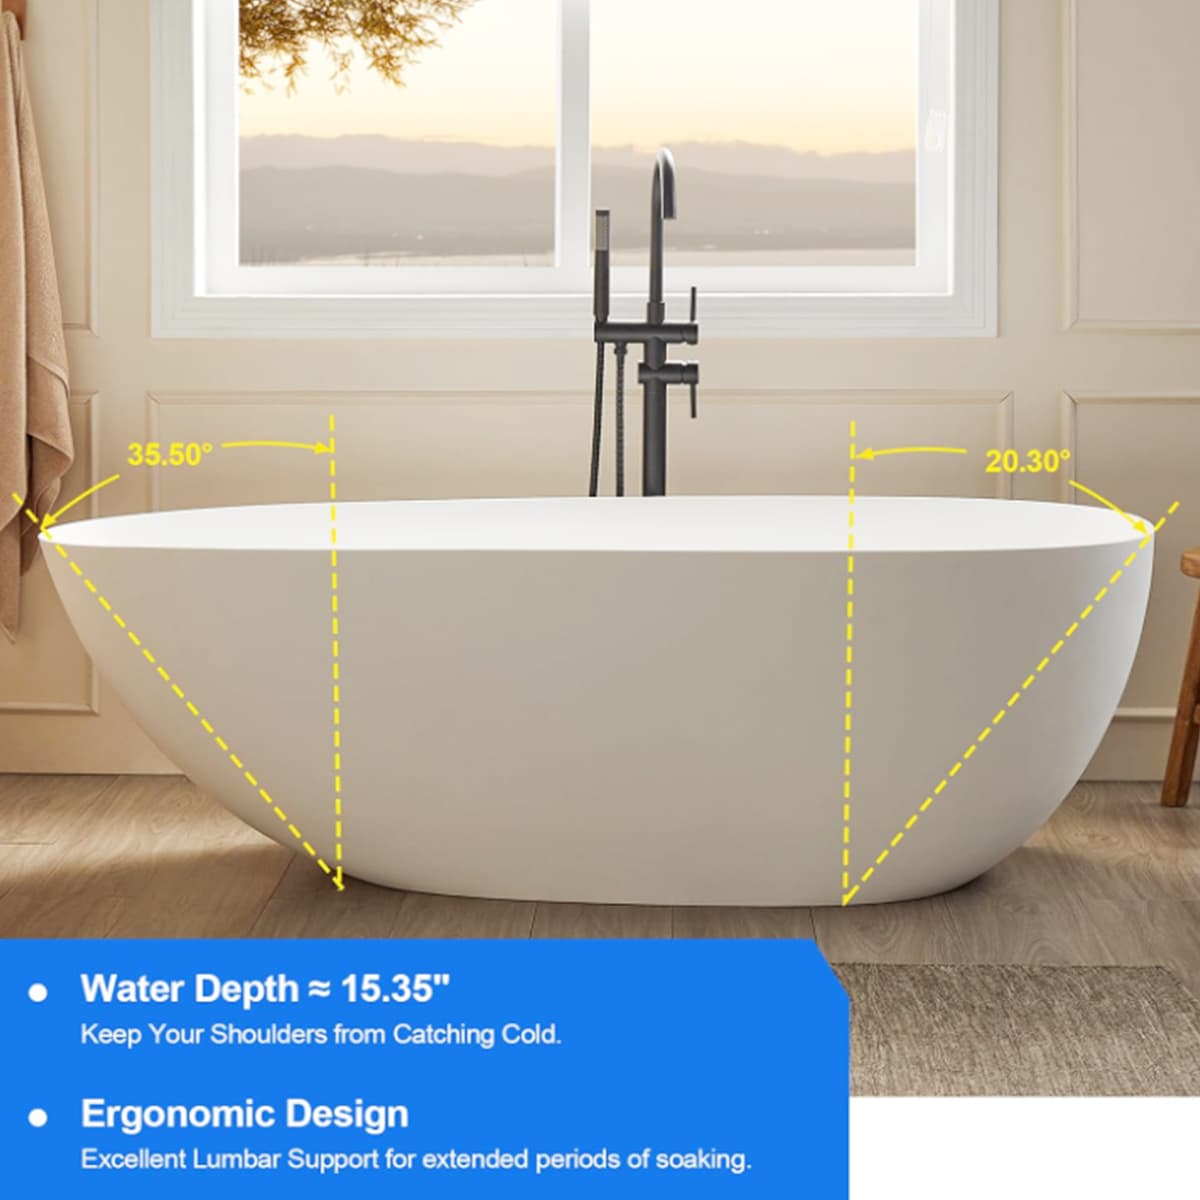 35.50°
20.30°
Water Depth ≈ 15.35"
Keep Your Shoulders from Catching Cold.
Ergonomic Design
Excellent Lumbar Support for extended periods of soaking.